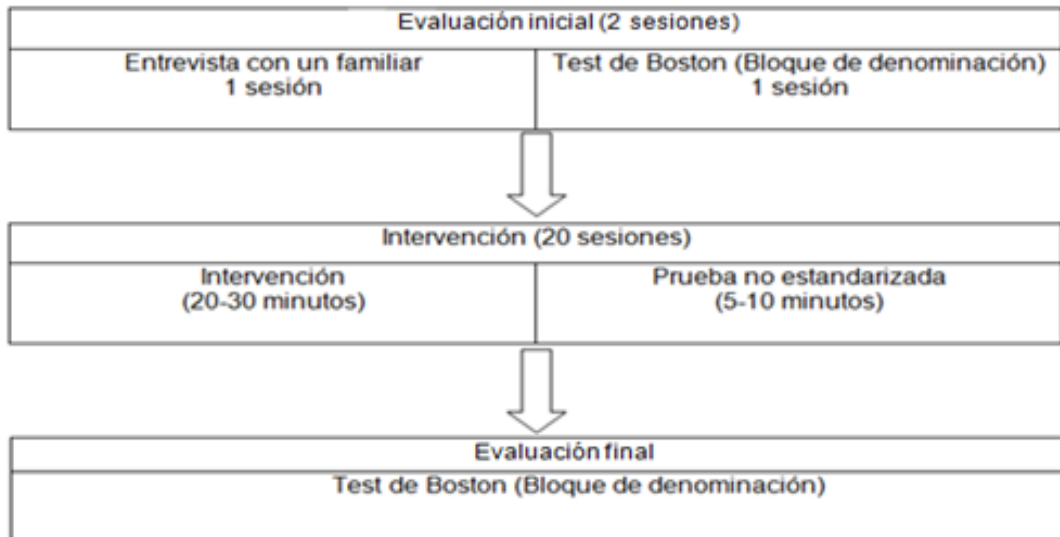 Evaluación inicial (2 sesiones)
Entrevista con un familiar
1 sesión
Test de Boston (Bloque de denominación)
1 sesión
Intervención (20 sesiones)
Intervención
(20-30 minutos)
Prueba no estandarizada
(5-10 minutos)
Evaluación final
Test de Boston (Bloque de denominación)